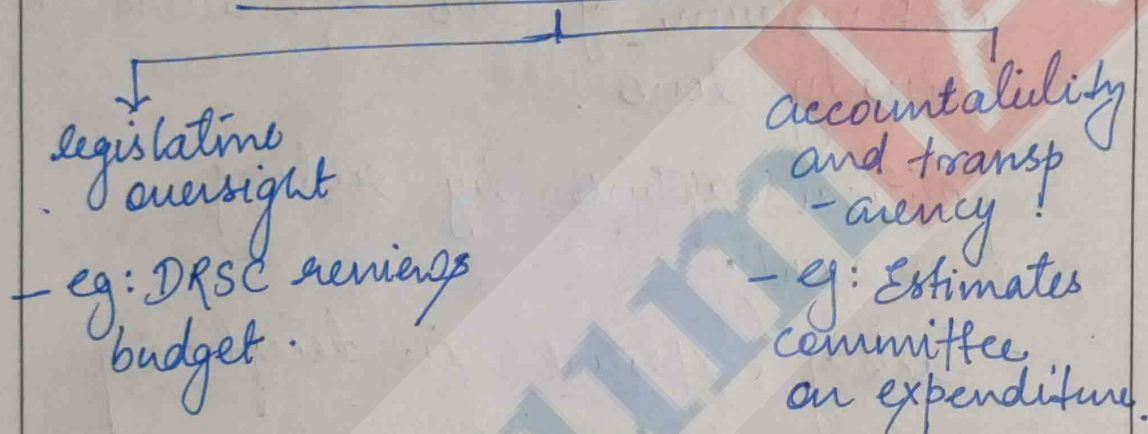 legislative
oversight
- eg: DRSC reviews
budget.
accountability
and transp
-arency :
- eg: Estimates
committee
on expenditure.